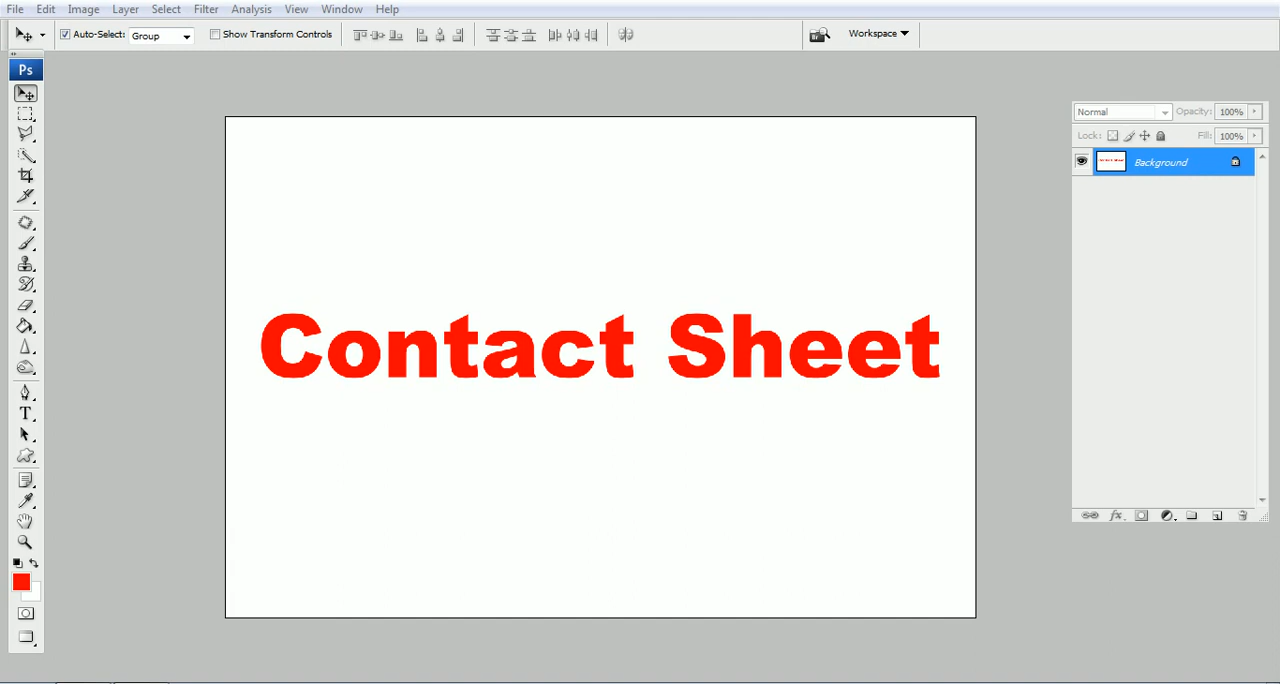 File Edit Image Layer Select Filter Analysis View Window Help
Auto-Select: Group Show Transform Controls Workspace
Ps
Normal Opacity: 100%
Lock: Fill: 100%
Background
Contact Sheet
T
fx